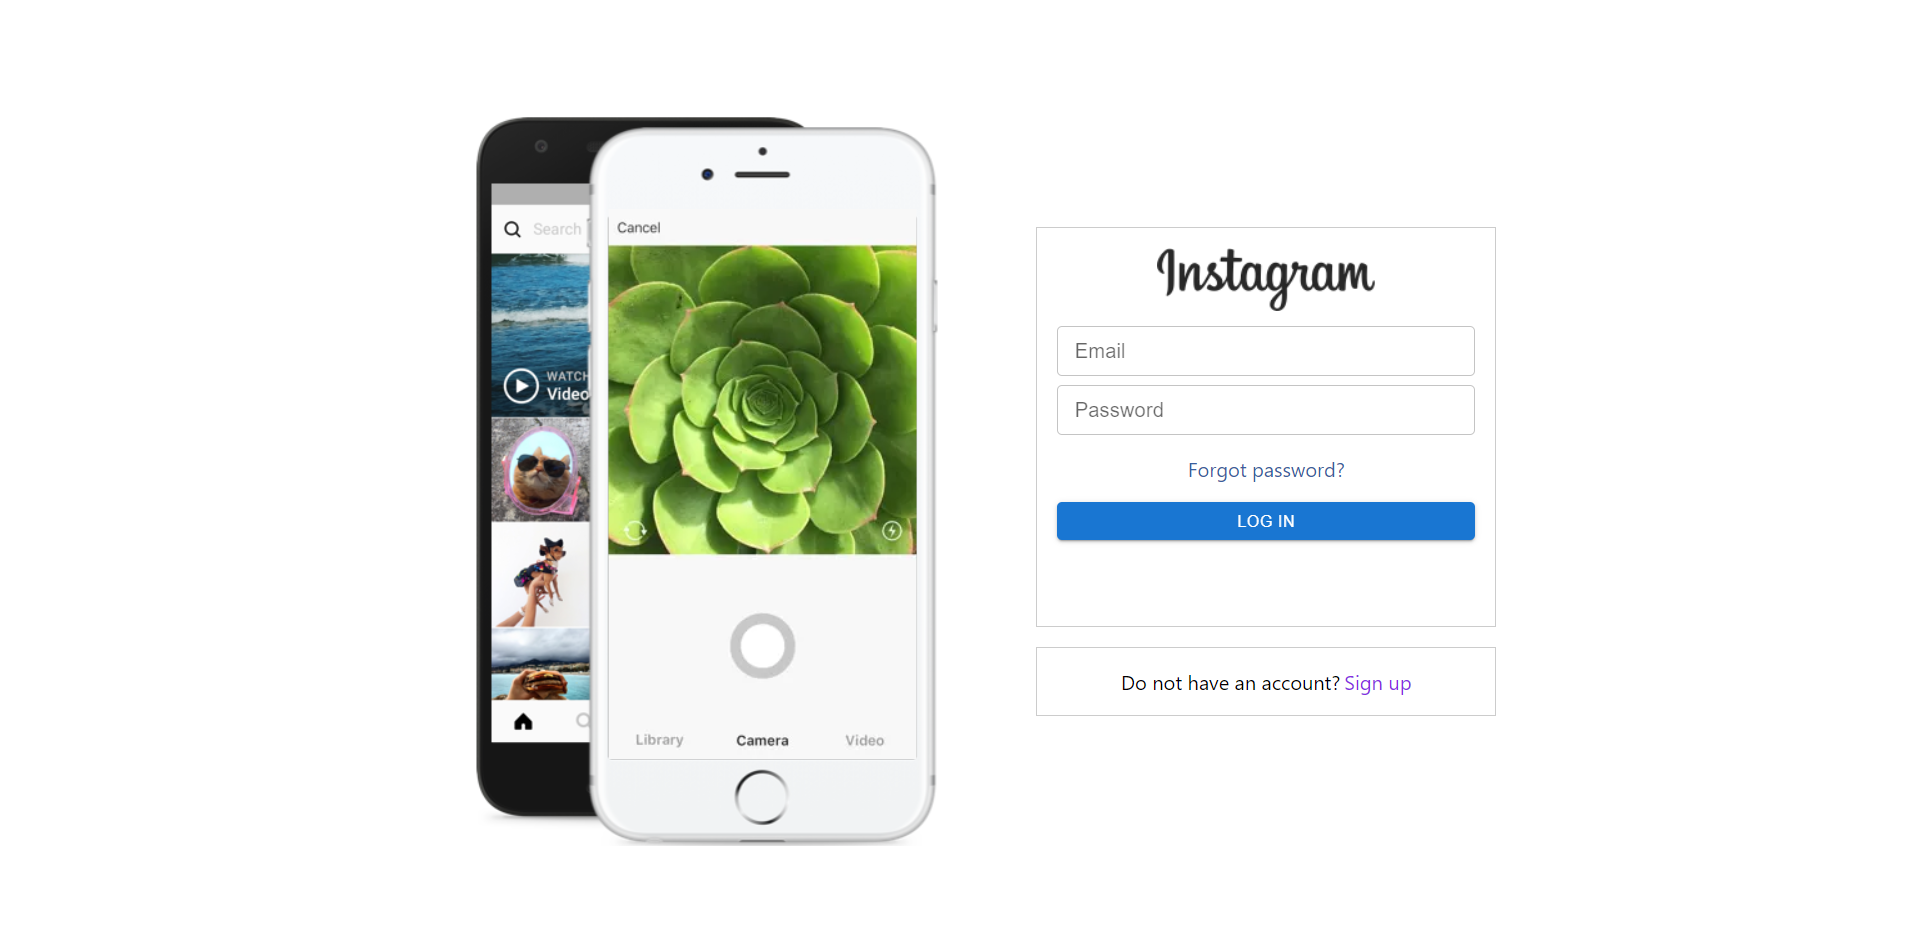 Search
WATCH
Video
Cancel
Library Camera Video
Instagram
Email
Password
Forgot password?
LOG IN
Do not have an account? Sign up